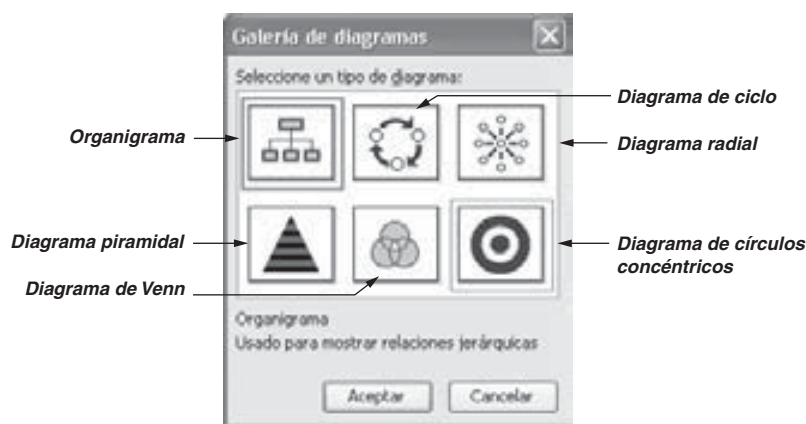 Galería de diagramas
Seleccione un tipo de diagrama:
Diagrama de ciclo
Organigrama
Diagrama radial
Diagrama piramidal
Diagrama de círculos
concéntricos
Diagrama de Venn
Organigrama
Usado para mostrar relaciones jerárquicas
Aceptar
Cancelar